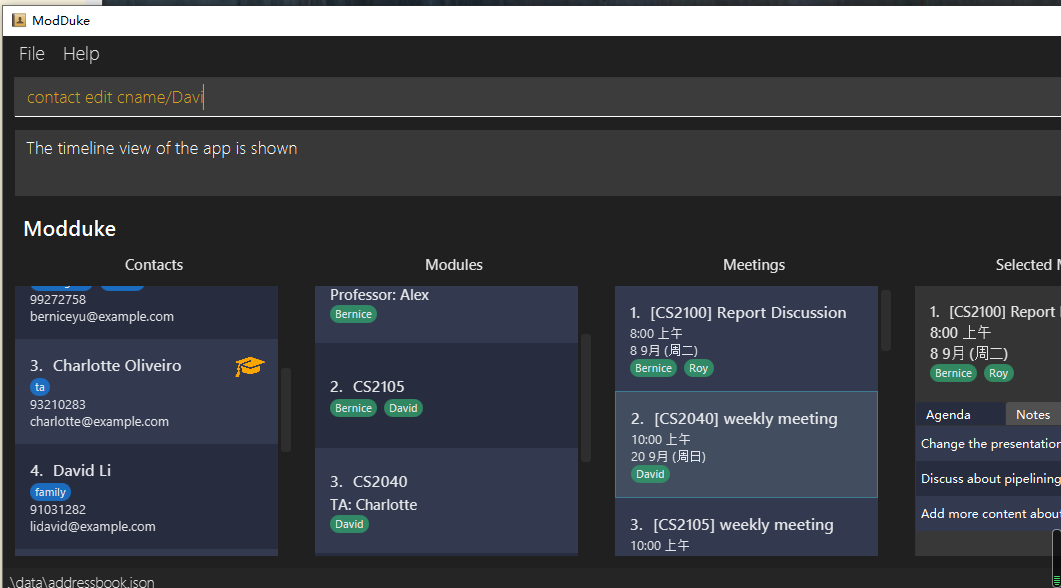 ModDuke
File Help
contact edit cname/Davi
The timeline view of the app is shown
Modduke
Contacts
99272758
berniceyu@example.com
3. Charlotte Oliveiro
ta
93210283
charlotte@example.com
4. David Li
family
91031282
lidavid@example.com
Modules
Professor: Alex
Bernice
2. CS2105
Bernice David
3. CS2040
TA: Charlotte
David
Meetings
1. [CS2100] Report Discussion
8:00 上午
8 9月 (周二)
Bernice Roy
2. [CS2040] weekly meeting
10:00 上午
20 9月 (周日)
David
3. [CS2105] weekly meeting
10:00 上午
Selected
1. [CS2100] Report
8:00 上午
8 9月 (周二)
Bernice Roy
Agenda Notes
Change the presentation
Discuss about pipelining
Add more content about
.\data\addressbook.json